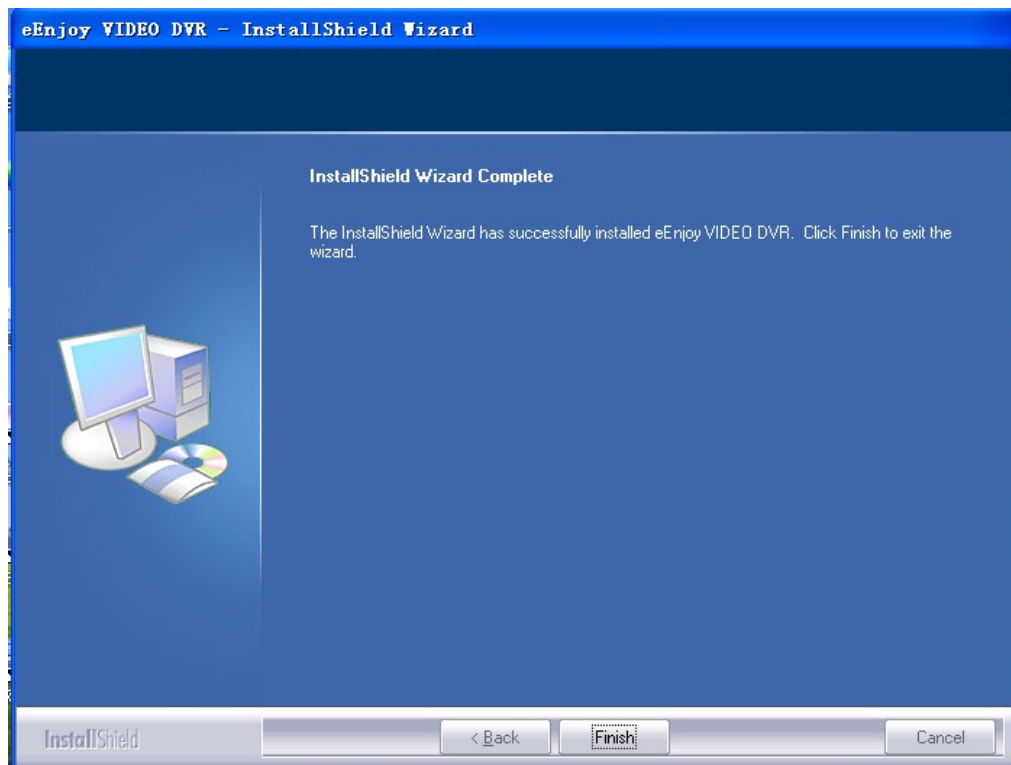 eEnjoy VIDEO DVR - InstallShield Wizard
InstallShield Wizard Complete
The InstallShield Wizard has successfully installed eEnjoy VIDEO DVR. Click Finish to exit the
wizard.
InstallShield
< Back
Finish
Cancel